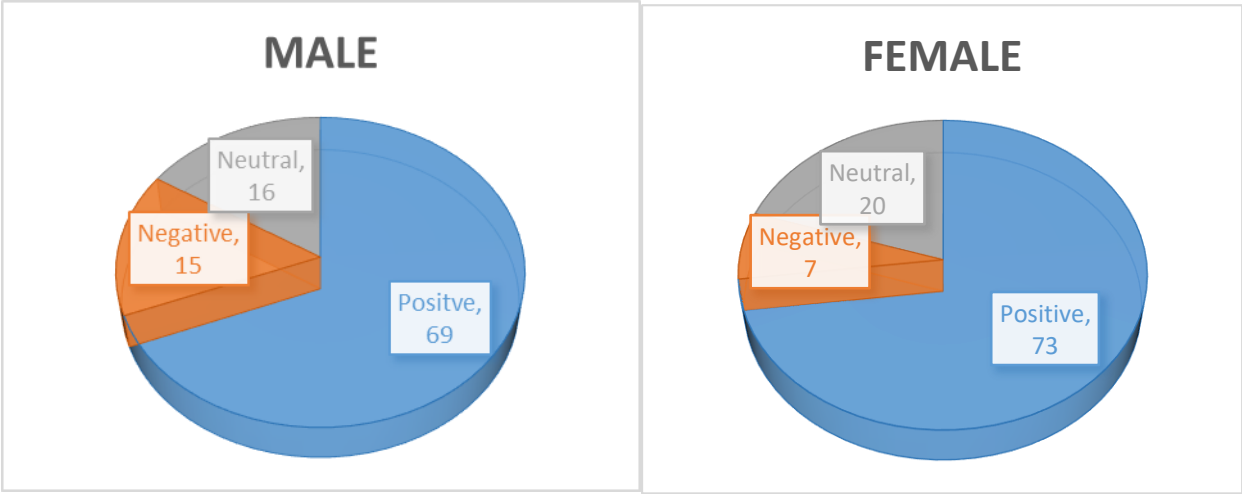 MALE
Neutral,
16
Negative,
15
Positve,
69
FEMALE
Neutral,
20
Negative,
7
Positive,
73